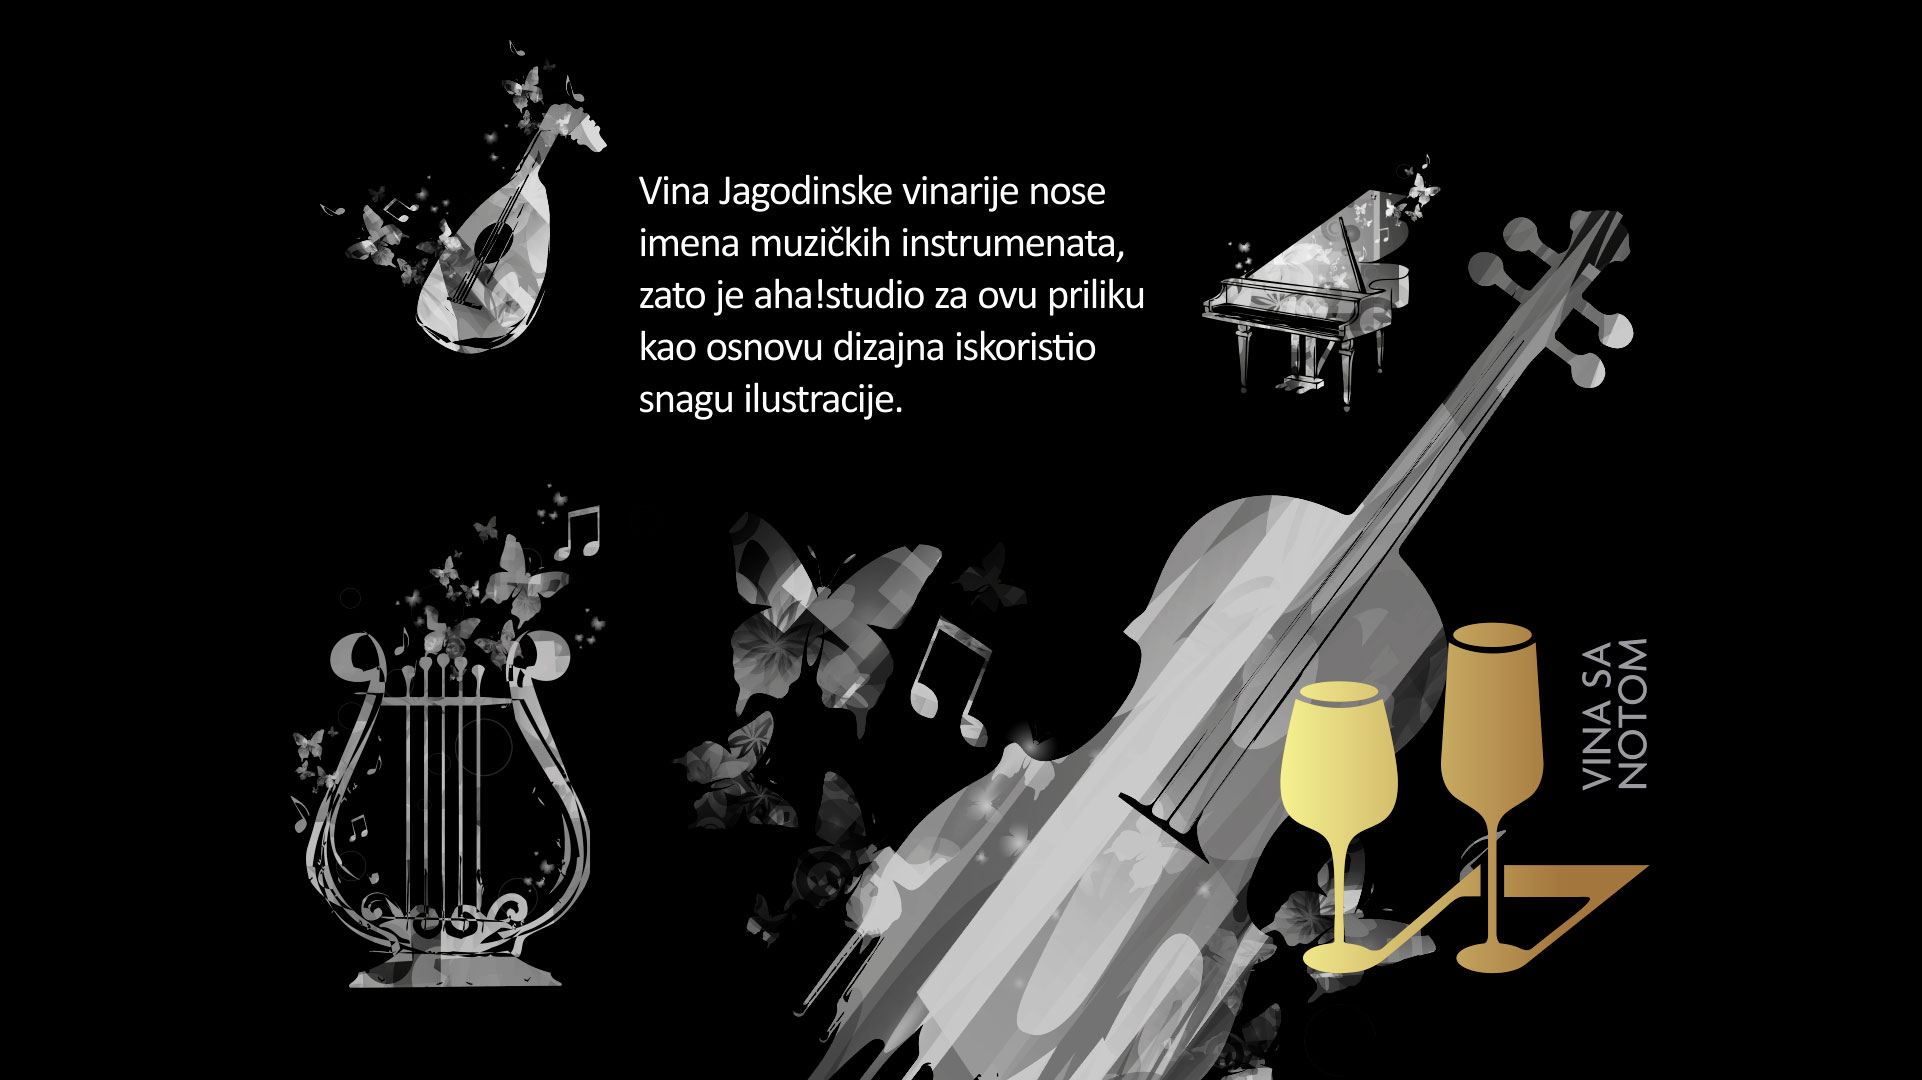 Vina Jagodinske vinarije nose
imena muzičkih instrumenata,
zato je aha!studio za ovu priliku
kao osnovu dizajna iskoristio
snagu ilustracije.
VINA SA
NOTOM